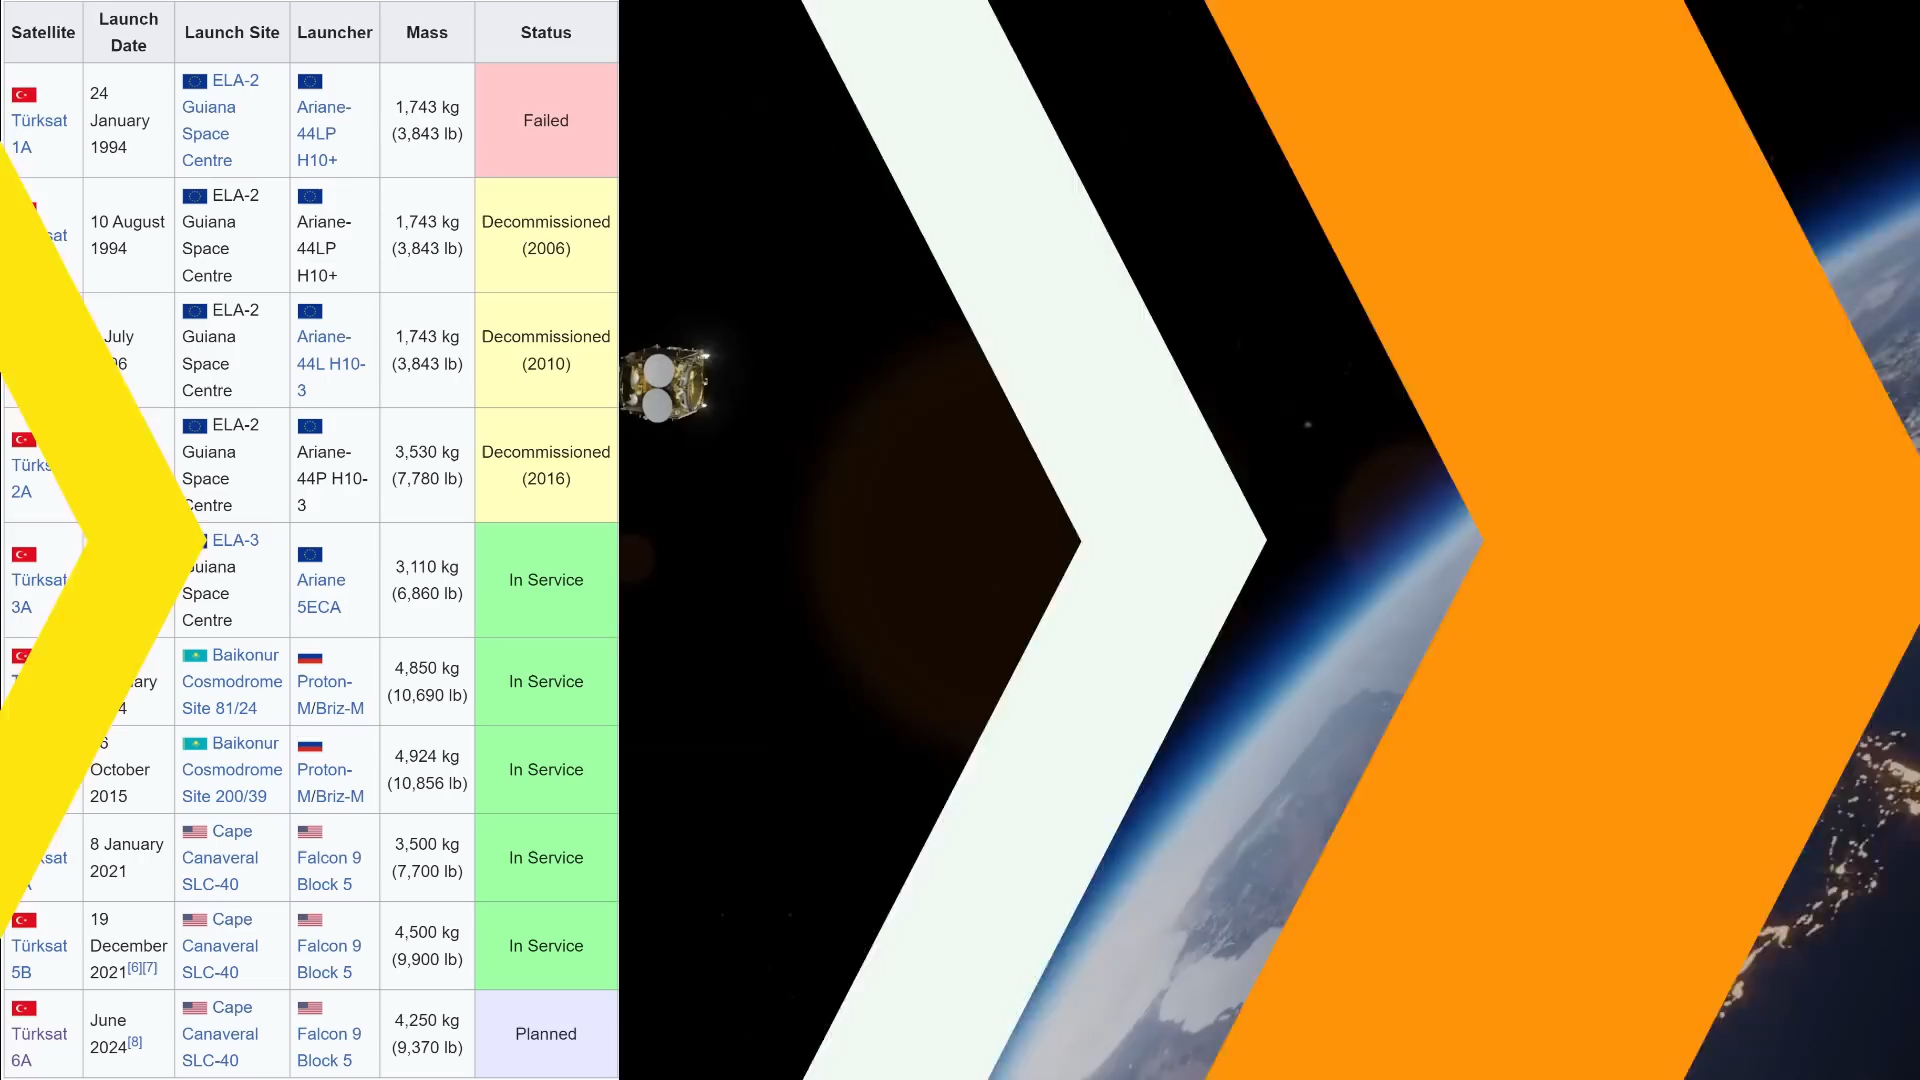 Satellite
Launch
Date
Launch Site
Launcher
Mass
Status
Türksat
1A
24
January
1994
ELA-2
Guiana
Space
Centre
Ariane-
44LP
H10+
1,743 kg
(3,843 lb)
Failed
10 August
1994
ELA-2
Guiana
Space
Centre
Ariane-
44LP
H10+
1,743 kg
(3,843 lb)
Decommissioned
(2006)
July
ELA-2
Guiana
Space
Centre
Ariane-
44L H10-
3
1,743 kg
(3,843 lb)
Decommissioned
(2010)
2A
ELA-2
Guiana
Space
Centre
Ariane-
44P H10-
3
3,530 kg
(7,780 lb)
Decommissioned
(2016)
Türksat
3A
ELA-3
Guiana
Space
Centre
Ariane
5ECA
3,110 kg
(6,860 lb)
In Service
Baikonur
Cosmodrome
Site 81/24
Proton-
M/Briz-M
4,850 kg
(10,690 lb)
In Service
October
2015
Baikonur
Cosmodrome
Site 200/39
Proton-
M/Briz-M
4,924 kg
(10,856 lb)
In Service
8 January
2021
Cape
Canaveral
SLC-40
Falcon 9
Block 5
3,500 kg
(7,700 lb)
In Service
Türksat
5B
19
December
2021[6][7]
Cape
Canaveral
SLC-40
Falcon 9
Block 5
4,500 kg
(9,900 lb)
In Service
Türksat
6A
June
2024[8]
Cape
Canaveral
SLC-40
Falcon 9
Block 5
4,250 kg
(9,370 lb)
Planned